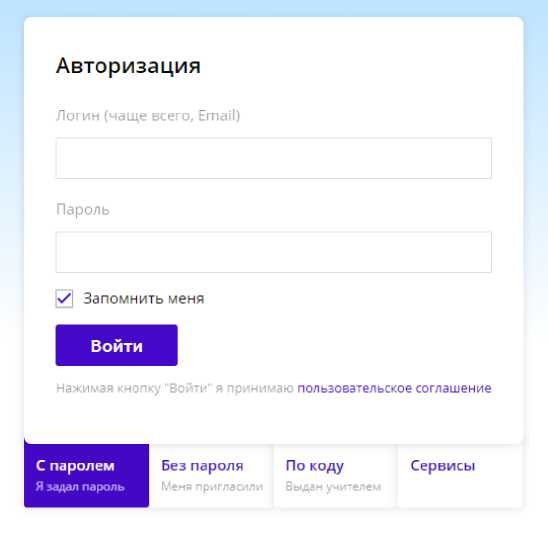 Авторизация
Логин (чаще всего, Email)
Пароль
Запомнить меня
Войти
Нажимая кнопку "Войти" я принимаю пользовательское соглашение
С паролем Без пароля По коду Сервисы
Я задал пароль Меня пригласили Выдан учителем